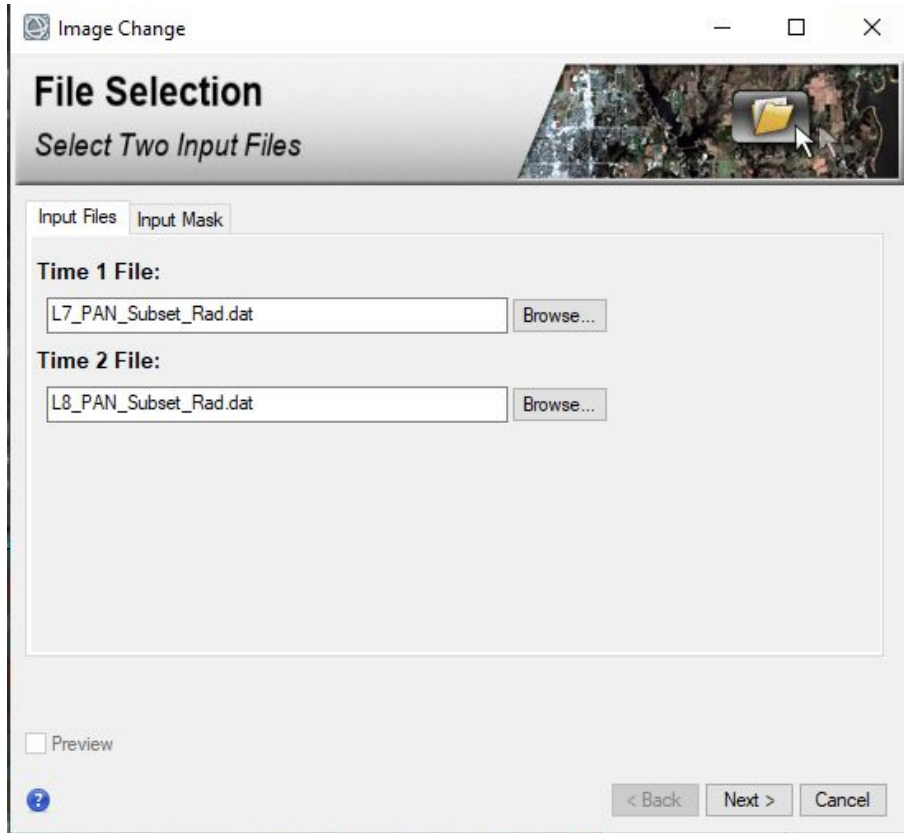 Image Change
File Selection
Select Two Input Files
Input Files Input Mask
Time 1 File:
L7_PAN_Subset_Rad.dat Browse...
Time 2 File:
L8_PAN_Subset_Rad.dat Browse...
Preview
? < Back Next > Cancel